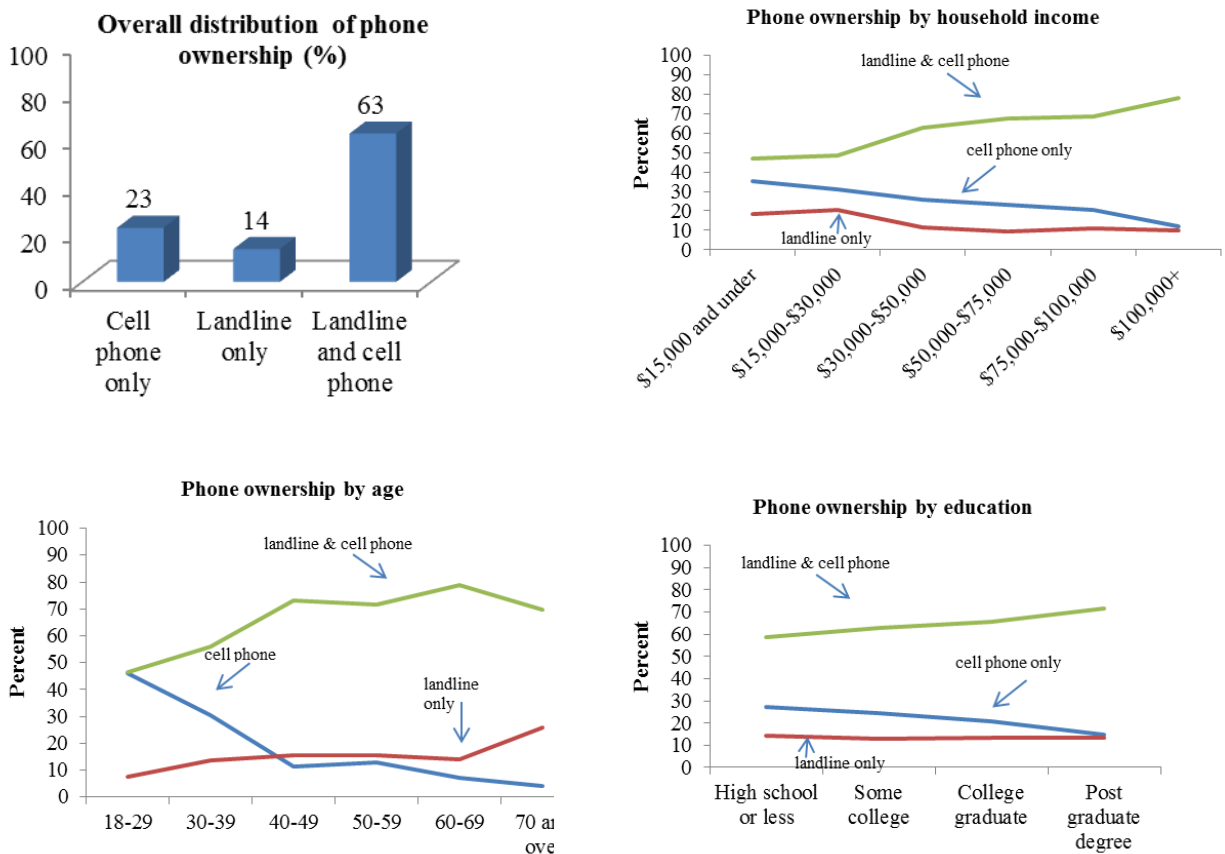 Overall distribution of phone
ownership (%)
100
80
60
40
20
0
23
14
63
Cell
phone
only
Landline
only
Landline
and cell
phone
Phone ownership by household income
Percent
100
90
80
70
60
50
40
30
20
10
0
landline & cell phone
cell phone only
landline only
$15,000 and under
$15,000-$30,000
$30,000-$50,000
$50,000-$75,000
$75,000-$100,000
$100,000+
Phone ownership by age
Percent
100
90
80
70
60
50
40
30
20
10
0
landline & cell phone
cell phone
landline
only
18-29
30-39
40-49
50-59
60-69
70 an
ove
Phone ownership by education
Percent
100
90
80
70
60
50
40
30
20
10
0
landline & cell phone
cell phone only
landline only
High school
or less
Some
college
College
graduate
Post
graduate
degree